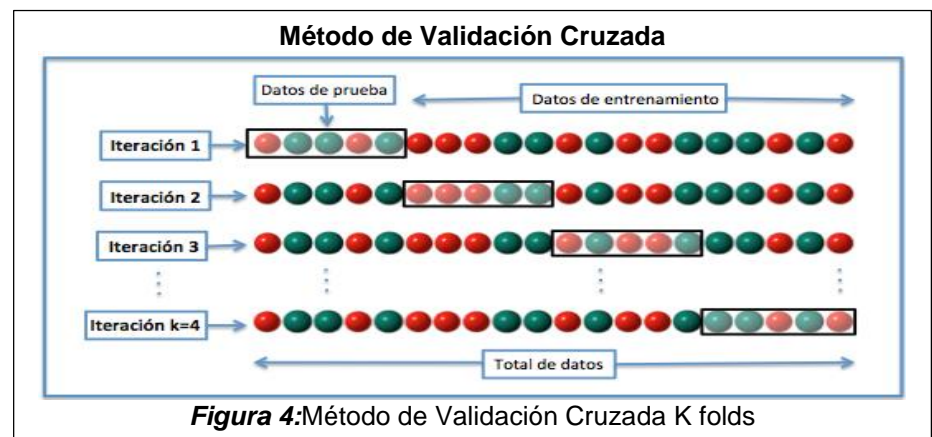 Método de Validación Cruzada
Datos de prueba
Datos de entrenamiento
Iteración 1
Iteración 2
Iteración 3
Iteración k=4
Total de datos
Figura 4:Método de Validación Cruzada K folds